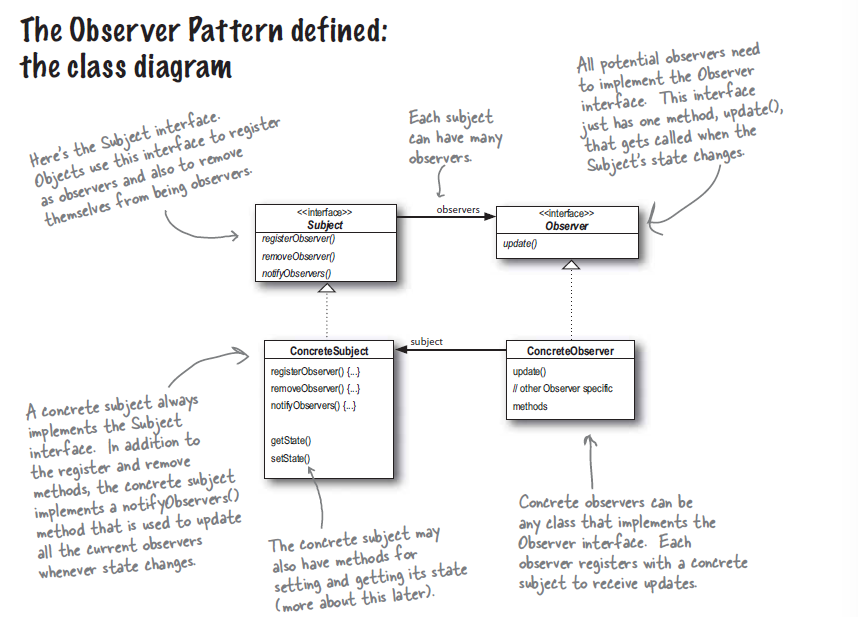 The Observer Pattern defined:
the class diagram
All potential observers need
to implement the Observer
interface. This interface
just has one method, update(),
that gets called when the
Subject's state changes.
Each subject
can have many
observers.
Here's the Subject interface.
Objects use this interface to register
as observers and also to remove
themselves from being observers.
<<interface>>
Subject
registerObserver()
removeObserver()
notifyObservers()
observers
<<interface>>
Observer
update()
ConcreteSubject
registerObserver() {...}
removeObserver() {...}
notifyObservers() {...}
getState()
setState()
subject
ConcreteObserver
update()
// other Observer specific
methods
A concrete subject always
implements the Subject
interface. In addition to
the register and remove
methods, the concrete subject
implements a notifyObservers()
method that is used to update
all the current observers
whenever state changes.
The concrete subject may
also have methods for
setting and getting its state
(more about this later).
Concrete observers can be
any class that implements the
Observer interface. Each
observer registers with a concrete
subject to receive updates.